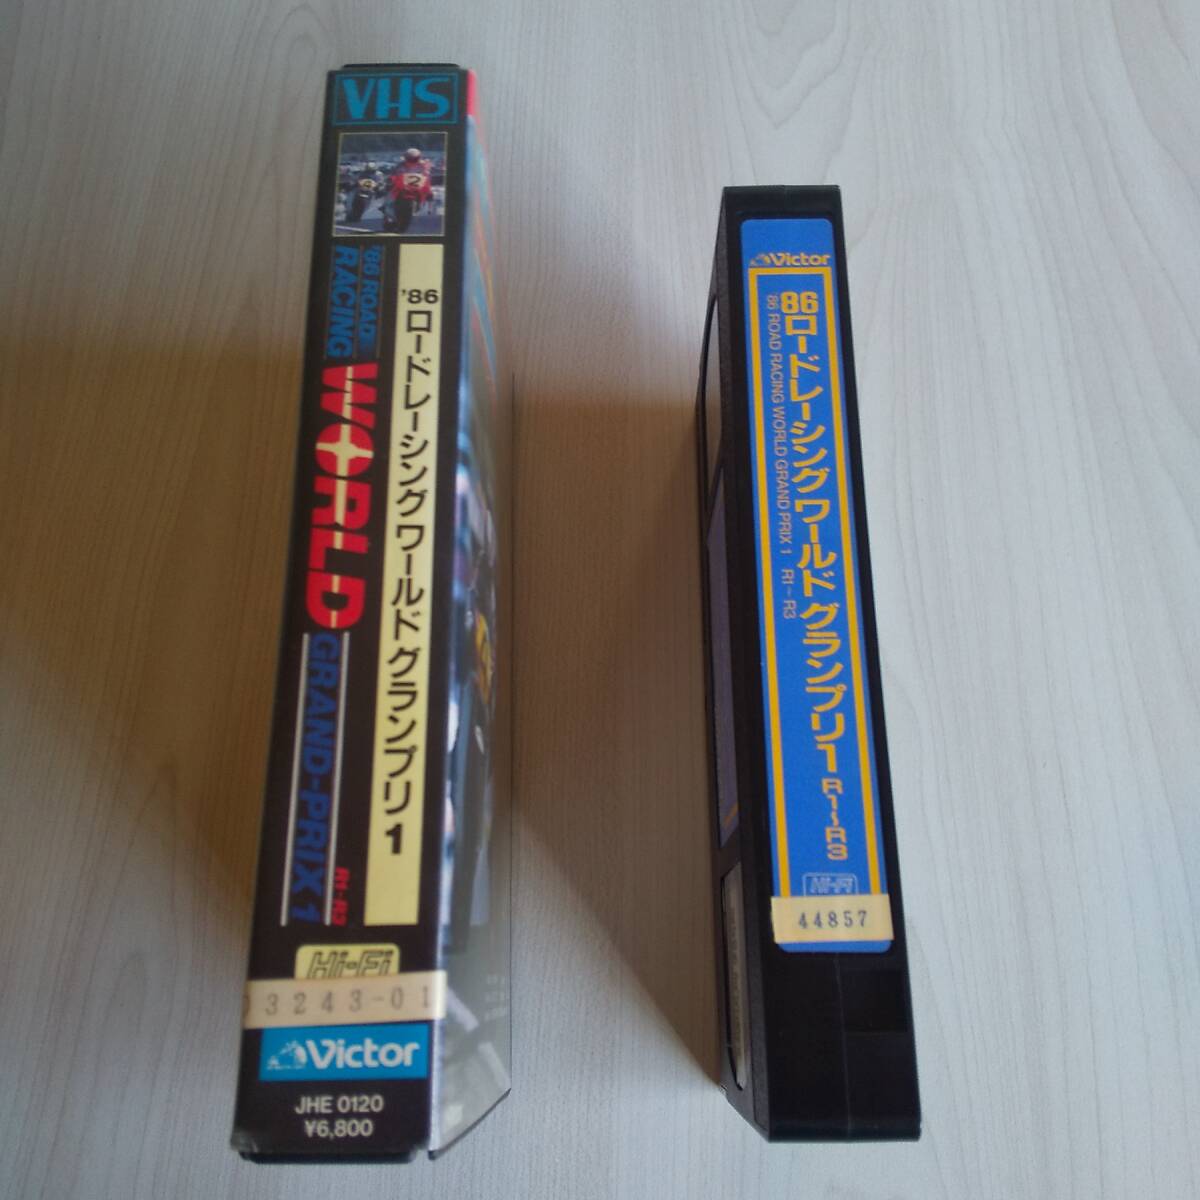 VHS
4
2
'86 ROAD
RACING
WORLD
GRAND-PRIX 1
R1~R3
'86 ロードレーシングワールドグランプリ 1
Hi-Fi
3243-01
Victor
JHE 0120
¥6,800
Victor
'86ロードレーシングワールドグランプリ1 R1~R3
'86 ROAD RACING WORLD GRAND PRIX 1 R1~R3
Hi-Fi
44857